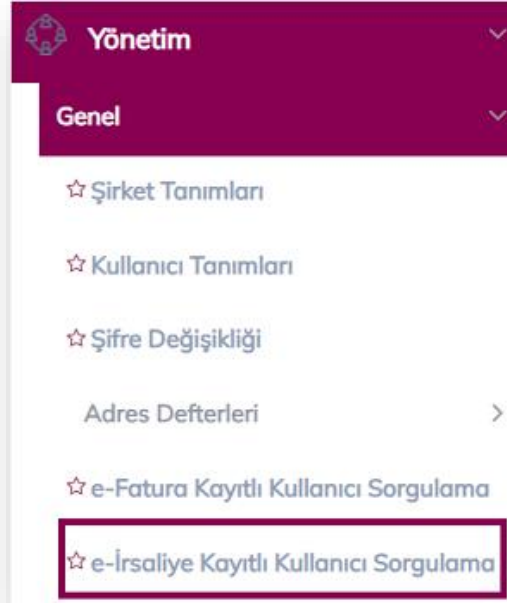 Yönetim
Genel
Şirket Tanımları
Kullanıcı Tanımları
Şifre Değişikliği
Adres Defterleri
e-Fatura Kayıtlı Kullanıcı Sorgulama
e-İrsaliye Kayıtlı Kullanıcı Sorgulama